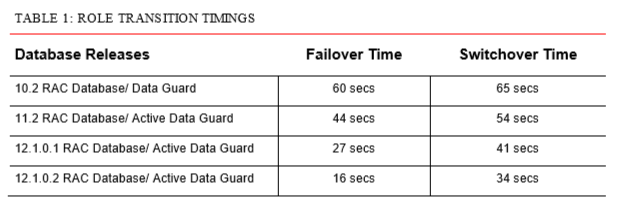 TABLE 1: ROLE TRANSITION TIMINGS
Database Releases Failover Time Switchover Time
10.2 RAC Database/ Data Guard 60 secs 65 secs
11.2 RAC Database/ Active Data Guard 44 secs 54 secs
12.1.0.1 RAC Database/ Active Data Guard 27 secs 41 secs
12.1.0.2 RAC Database/ Active Data Guard 16 secs 34 secs